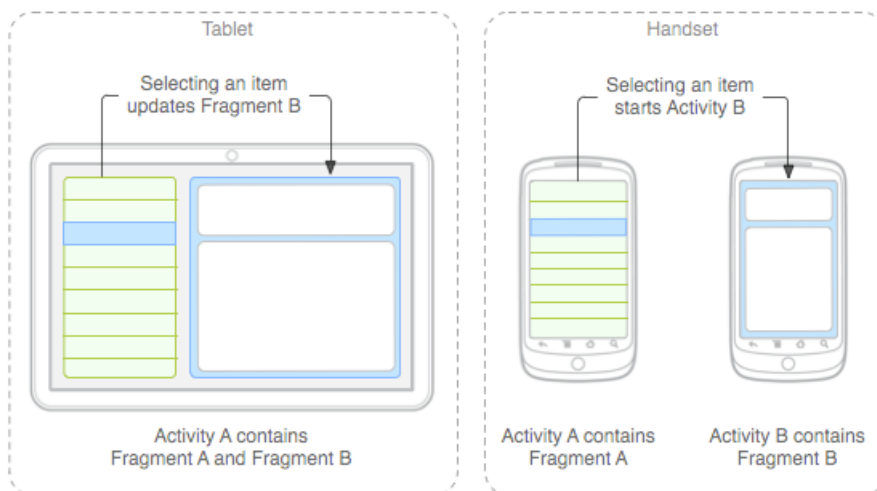 Tablet
Selecting an item
updates Fragment B
Activity A contains
Fragment A and Fragment B
Handset
Selecting an item
starts Activity B
Activity A contains
Fragment A
Activity B contains
Fragment B